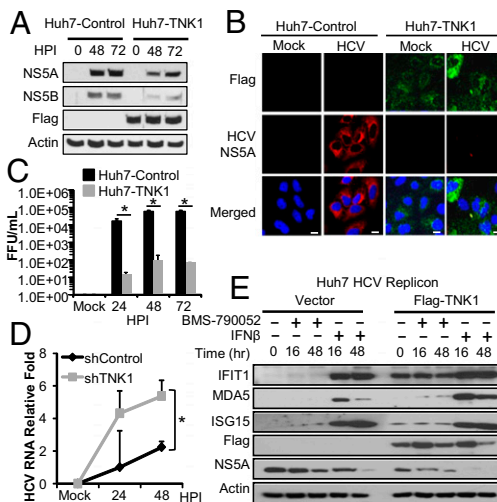 A
Huh7-Control Huh7-TNK1
HPI 0 48 72 0 48 72
NS5A
NS5B
Flag
Actin
B
Huh7-Control Huh7-TNK1
Mock HCV Mock HCV
Flag
HCV
NS5A
Merged
C
Huh7-Control
Huh7-TNK1
FFU/mL
1.0E+06
1.0E+05
1.0E+04
1.0E+03
1.0E+02
1.0E+01
1.0E+00
* * *
Mock 24 48 72
HPI
D
shControl
shTNK1
HCV RNA Relative Fold
8
6
4
2
0
*
Mock 24 48 HPI
E
Huh7 HCV Replicon
Vector Flag-TNK1
BMS-790052 − + + − − − + + − −
IFNβ − − − + + − − − + +
Time (hr) 0 16 48 16 48 0 16 48 16 48
IFIT1
MDA5
ISG15
Flag
NS5A
Actin